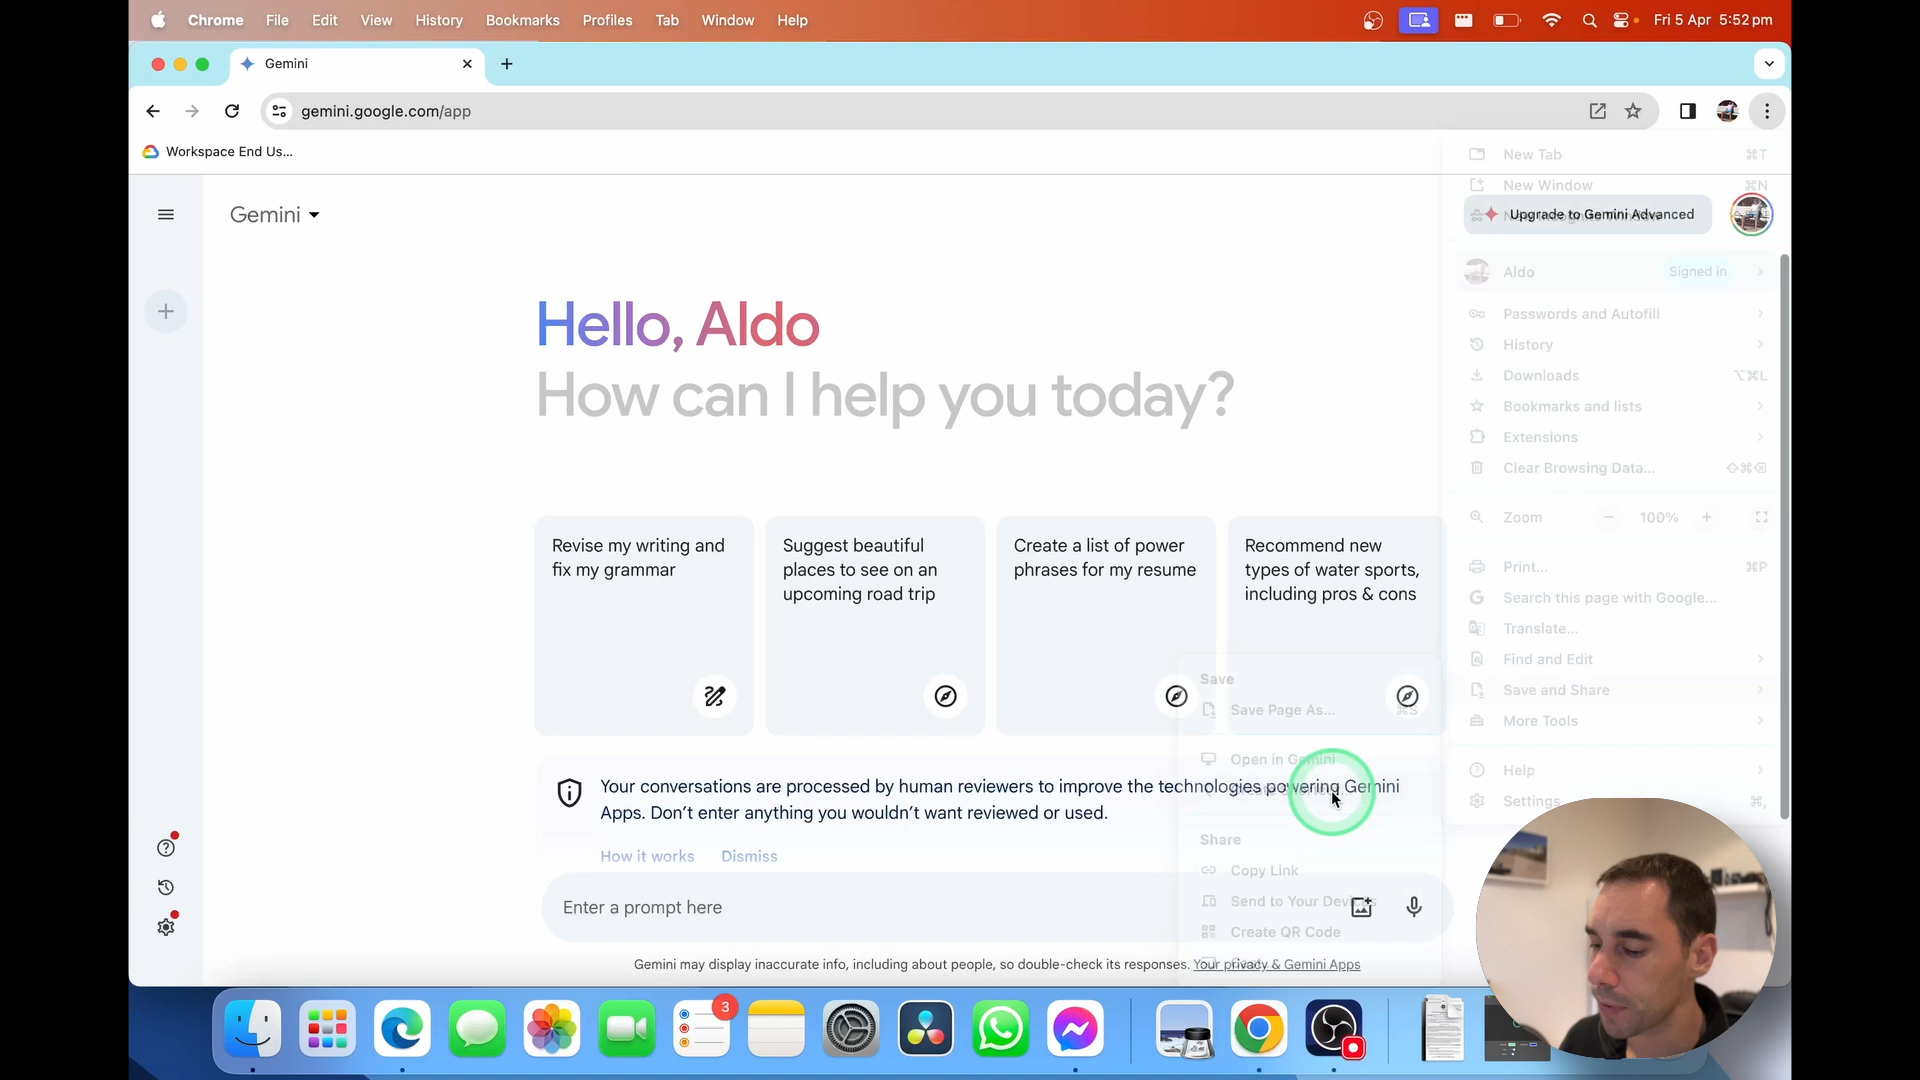 Chrome File Edit View History Bookmarks Profiles Tab Window Help Fri 5 Apr 5:52 pm
Gemini
gemini.google.com/app
Workspace End Us...
New Tab ⌘T
New Window ⌘N
Gemini
Upgrade to Gemini Advanced
Aldo Signed in
Passwords and Autofill
History
Downloads ⌥⌘L
Bookmarks and lists
Extensions
Clear Browsing Data... ⇧⌘⌫
Zoom − 100% +
Print... ⌘P
Search this page with Google...
Translate...
Find and Edit
Save and Share
More Tools
Help
Settings ⌘,
Hello, Aldo
How can I help you today?
Revise my writing and
fix my grammar
Suggest beautiful
places to see on an
upcoming road trip
Create a list of power
phrases for my resume
Recommend new
types of water sports,
including pros & cons
Save
Save Page As... ⌘S
Open in Gemini
Share
Copy Link
Send to Your Devices
Create QR Code
Your conversations are processed by human reviewers to improve the technologies powering Gemini
Apps. Don't enter anything you wouldn't want reviewed or used.
How it works Dismiss
Enter a prompt here
Gemini may display inaccurate info, including about people, so double-check its responses. Your privacy & Gemini Apps
3